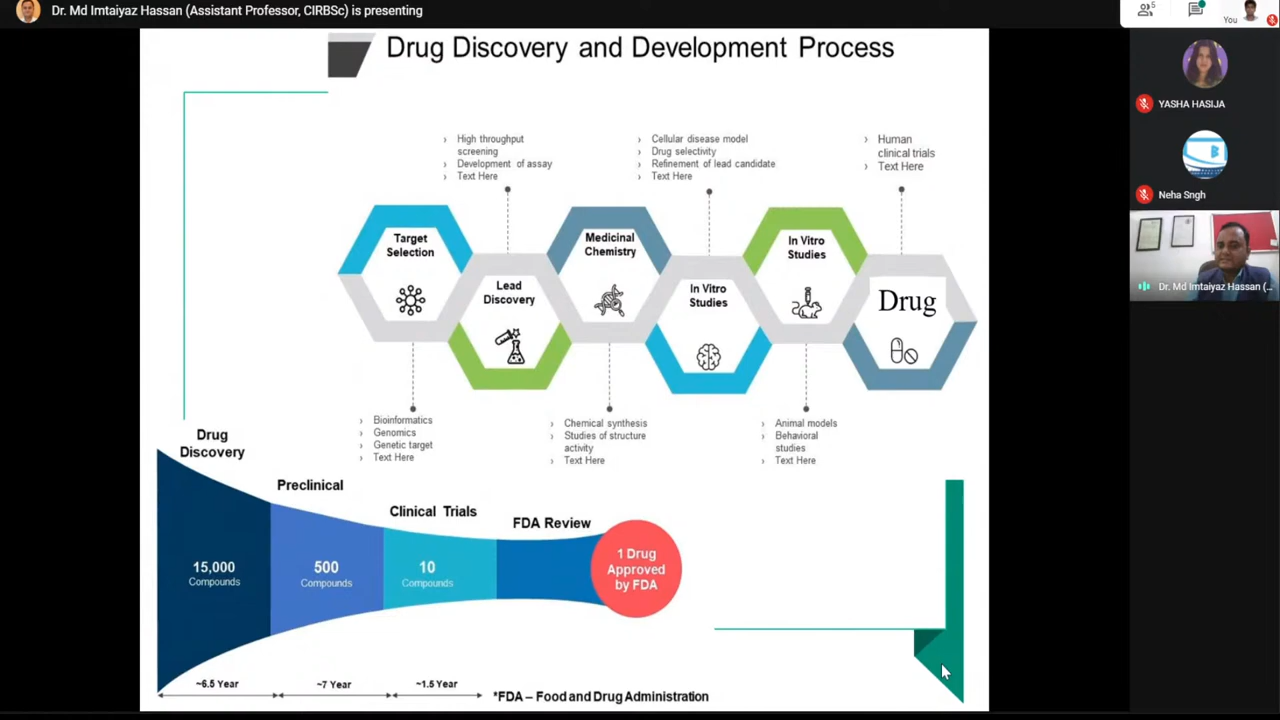 Dr. Md Imtaiyaz Hassan (Assistant Professor, CIRBSc) is presenting
5
You
Drug Discovery and Development Process
YASHA HASIJA
Neha Sngh
Dr. Md Imtaiyaz Hassan (...
› High throughput
screening
› Development of assay
› Text Here
› Cellular disease model
› Drug selectivity
› Refinement of lead candidate
› Text Here
› Human
clinical trials
› Text Here
Target
Selection
Lead
Discovery
Medicinal
Chemistry
In Vitro
Studies
In Vitro
Studies
Drug
› Bioinformatics
› Genomics
› Genetic target
› Text Here
› Chemical synthesis
› Studies of structure
activity
› Text Here
› Animal models
› Behavioral
studies
› Text Here
Drug
Discovery
Preclinical
Clinical Trials
FDA Review
15,000
Compounds
500
Compounds
10
Compounds
1 Drug
Approved
by FDA
~6.5 Year
~7 Year
~1.5 Year
*FDA – Food and Drug Administration